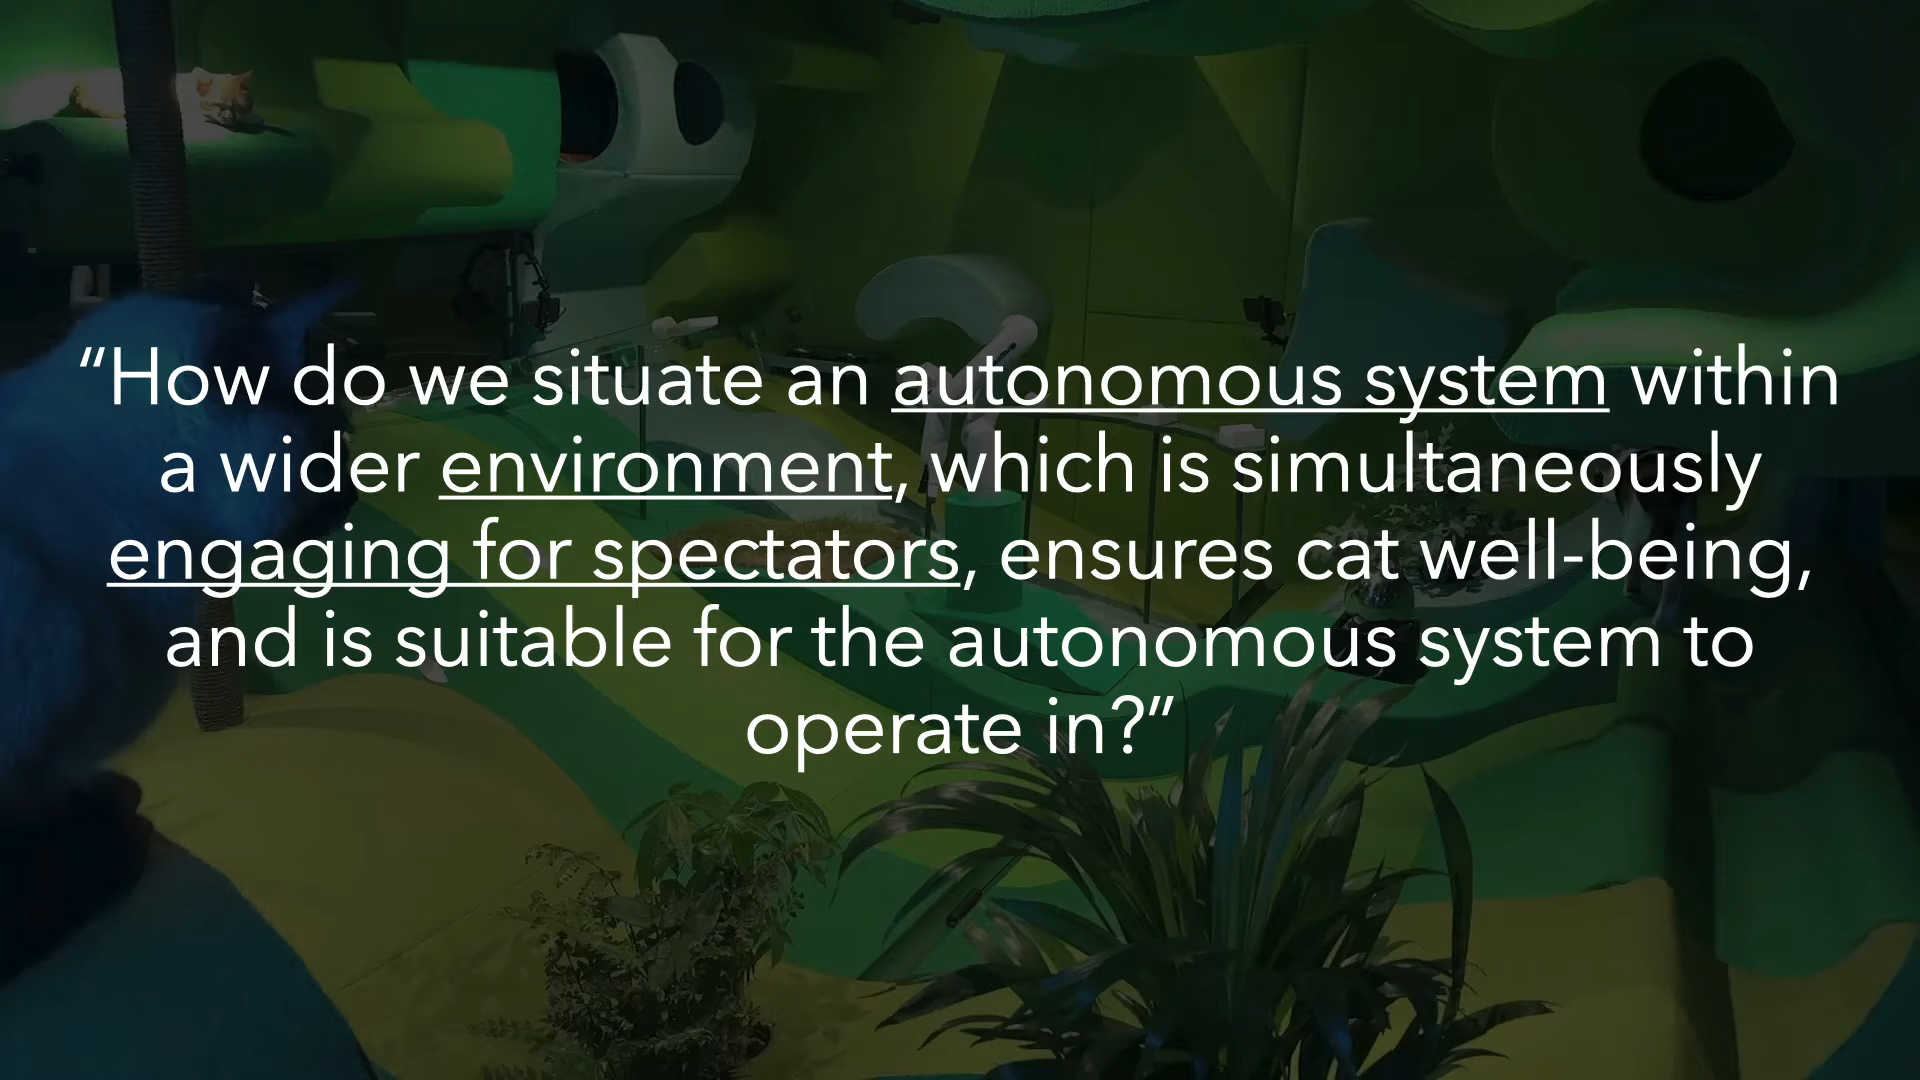 “How do we situate an autonomous system within
a wider environment, which is simultaneously
engaging for spectators, ensures cat well-being,
and is suitable for the autonomous system to
operate in?”